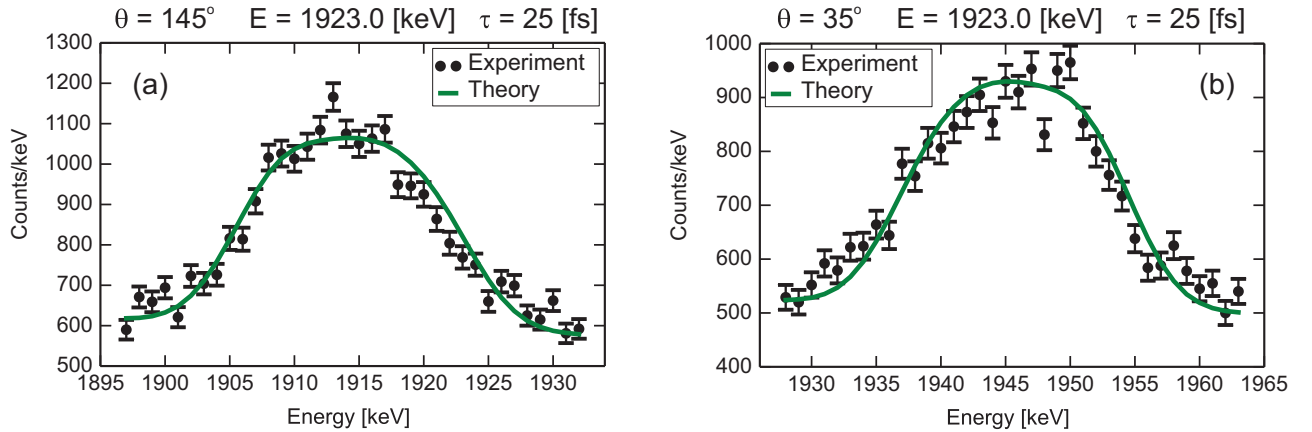 θ = 145° E = 1923.0 [keV] τ = 25 [fs]
1300
1200
1100
1000
900
800
700
600
500
Counts/keV
(a)
Experiment
Theory
1895 1900 1905 1910 1915 1920 1925 1930
Energy [keV]
θ = 35° E = 1923.0 [keV] τ = 25 [fs]
1000
900
800
700
600
500
400
Counts/keV
Experiment
Theory
(b)
1930 1935 1940 1945 1950 1955 1960 1965
Energy [keV]